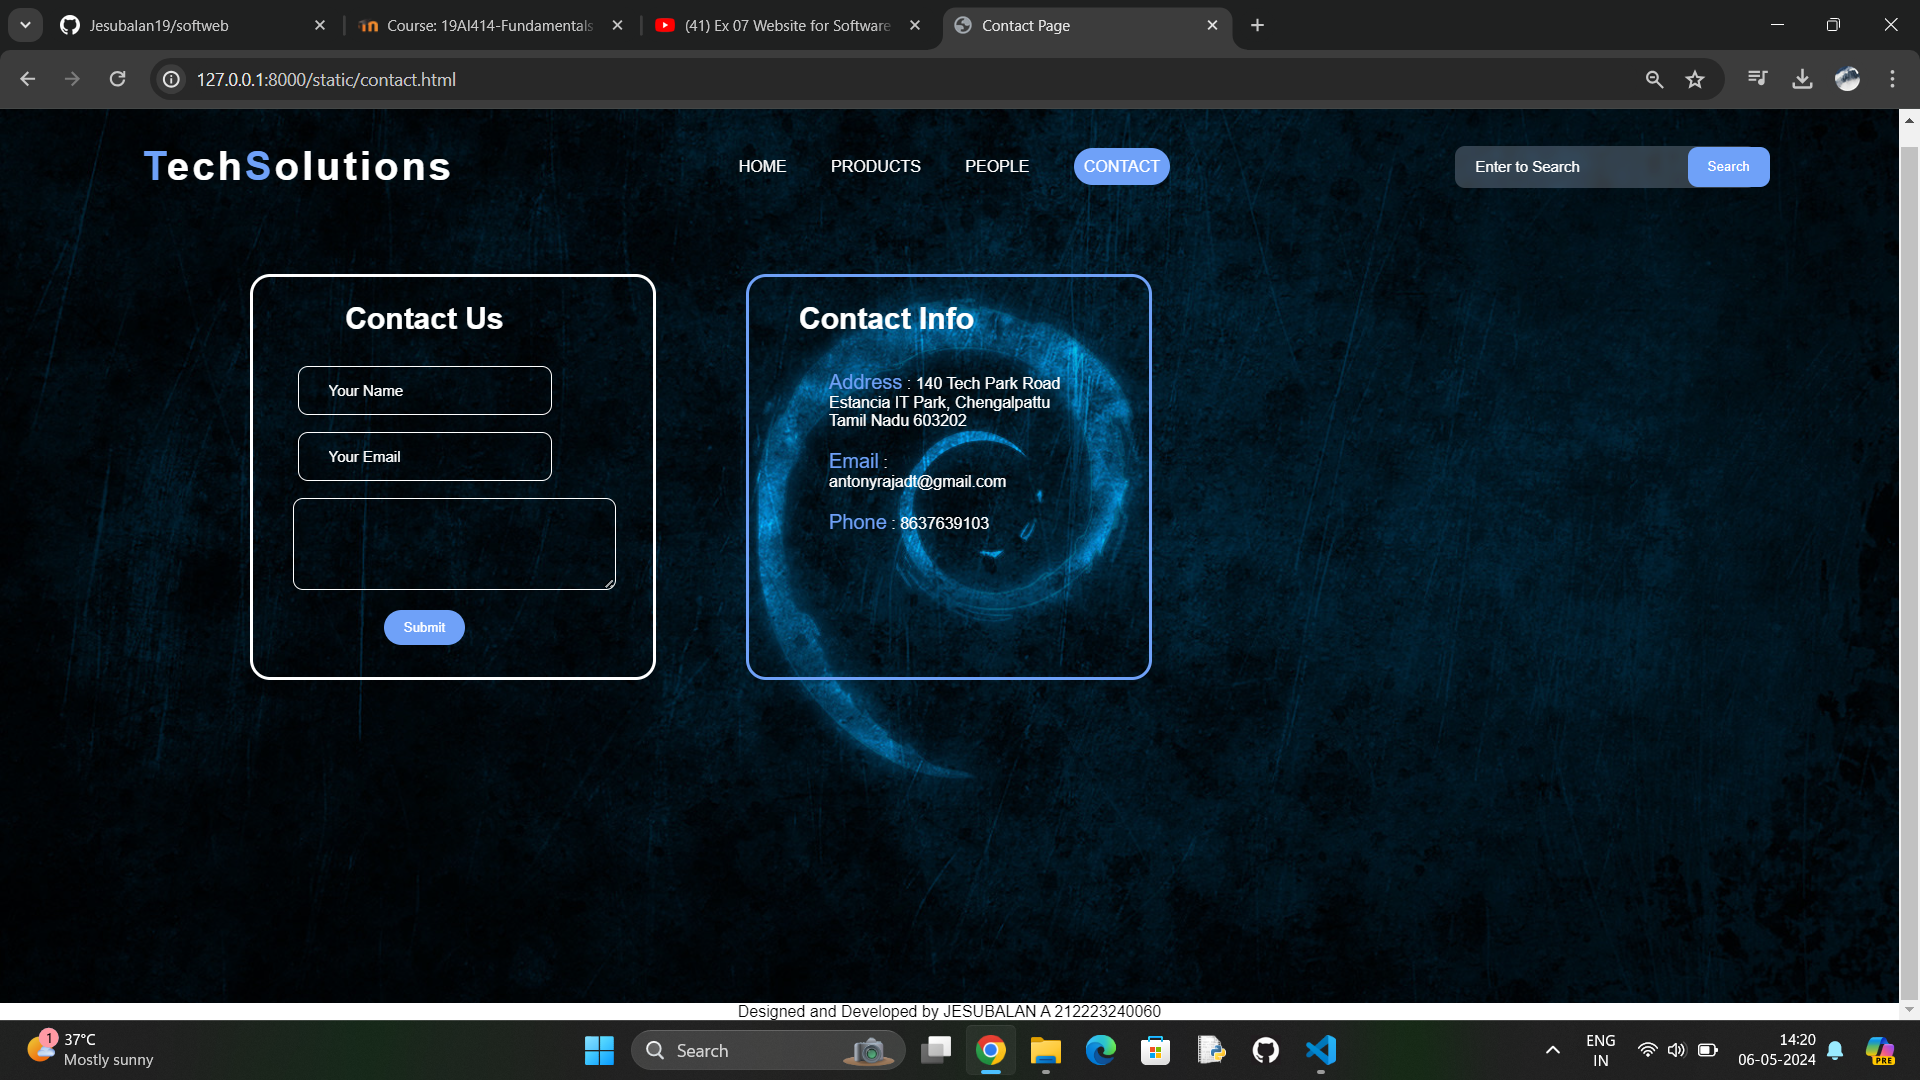 Jesubalan19/softweb
Course: 19AI414-Fundamentals
(41) Ex 07 Website for Software
Contact Page
127.0.0.1:8000/static/contact.html
TechSolutions
HOME
PRODUCTS
PEOPLE
CONTACT
Enter to Search
Search
Contact Us
Your Name
Your Email
Submit
Contact Info
Address : 140 Tech Park Road
Estancia IT Park, Chengalpattu
Tamil Nadu 603202
Email :
antonyrajadt@gmail.com
Phone : 8637639103
Designed and Developed by JESUBALAN A 212223240060
1
37°C
Mostly sunny
Search
ENG
IN
14:20
06-05-2024
PRE